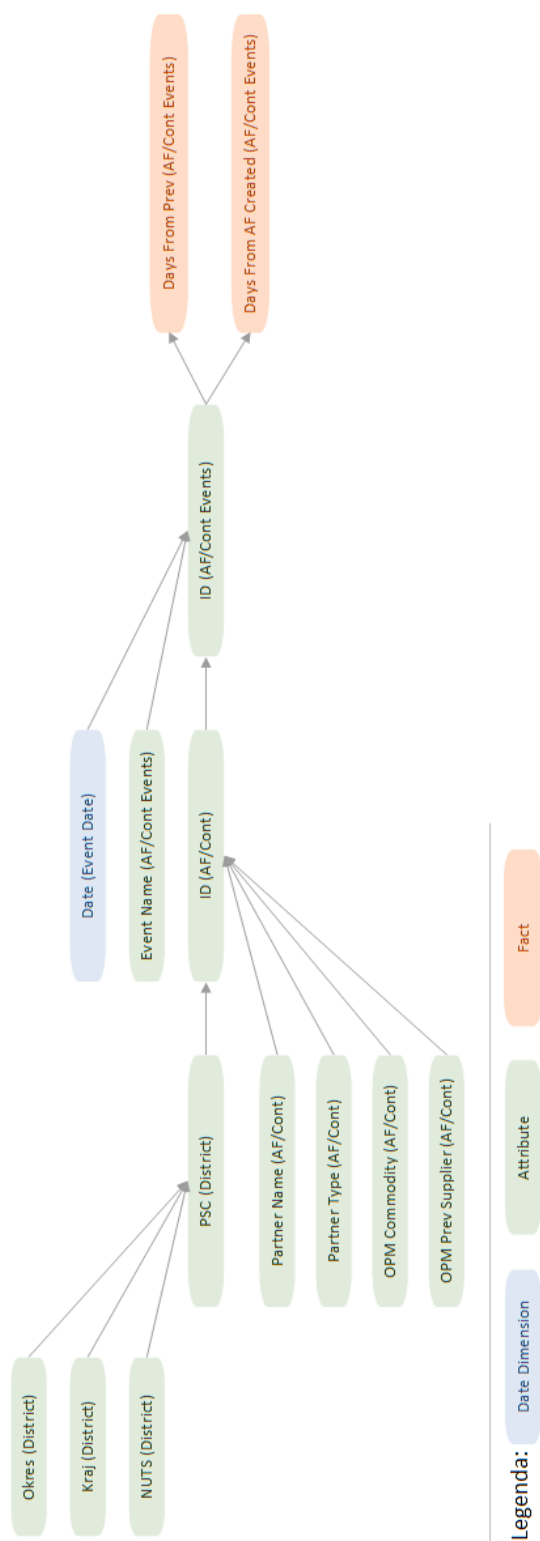 Okres (District)
Kraj (District)
NUTS (District)
PSC (District)
Partner Name (AF/Cont)
Partner Type (AF/Cont)
OPM Commodity (AF/Cont)
OPM Prev Supplier (AF/Cont)
Date (Event Date)
Event Name (AF/Cont Events)
ID (AF/Cont)
ID (AF/Cont Events)
Days From Prev (AF/Cont Events)
Days From AF Created (AF/Cont Events)
Legenda:
Date Dimension
Attribute
Fact